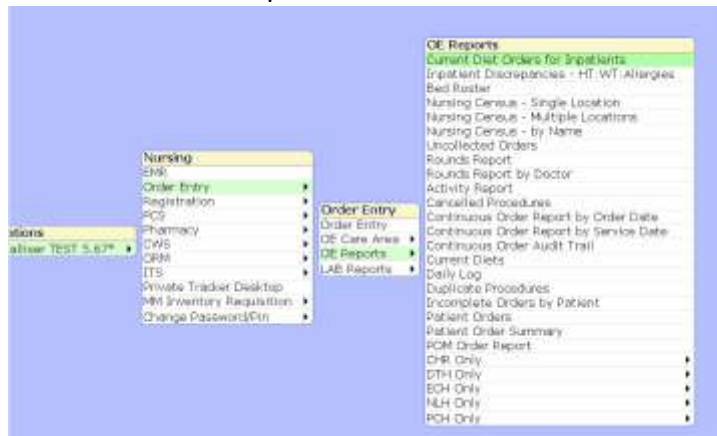 OE Reports
Current Diet Orders for Inpatients
Inpatient Discrepancies - HT WT Allergies
Bed Roster
Nursing Census - Single Location
Nursing Census - Multiple Locations
Nursing Census - by Name
Uncollected Orders
Rounds Report
Rounds Report by Doctor
Activity Report
Cancelled Procedures
Continuous Order Report by Order Date
Continuous Order Report by Service Date
Continuous Order Audit Trail
Current Diets
Daily Log
Duplicate Procedures
Incomplete Orders by Patient
Patient Orders
Patient Order Summary
POM Order Report
CHR Only
DTH Only
ECH Only
NLH Only
PCH Only
Nursing
EMR
Order Entry
Registration
PCS
Pharmacy
CWS
ORM
ITS
Private Tracker Desktop
MM Inventory Requisition
Change Password/Pin
Order Entry
Order Entry
OE Care Area
OE Reports
LAB Reports
TEST 5.67*